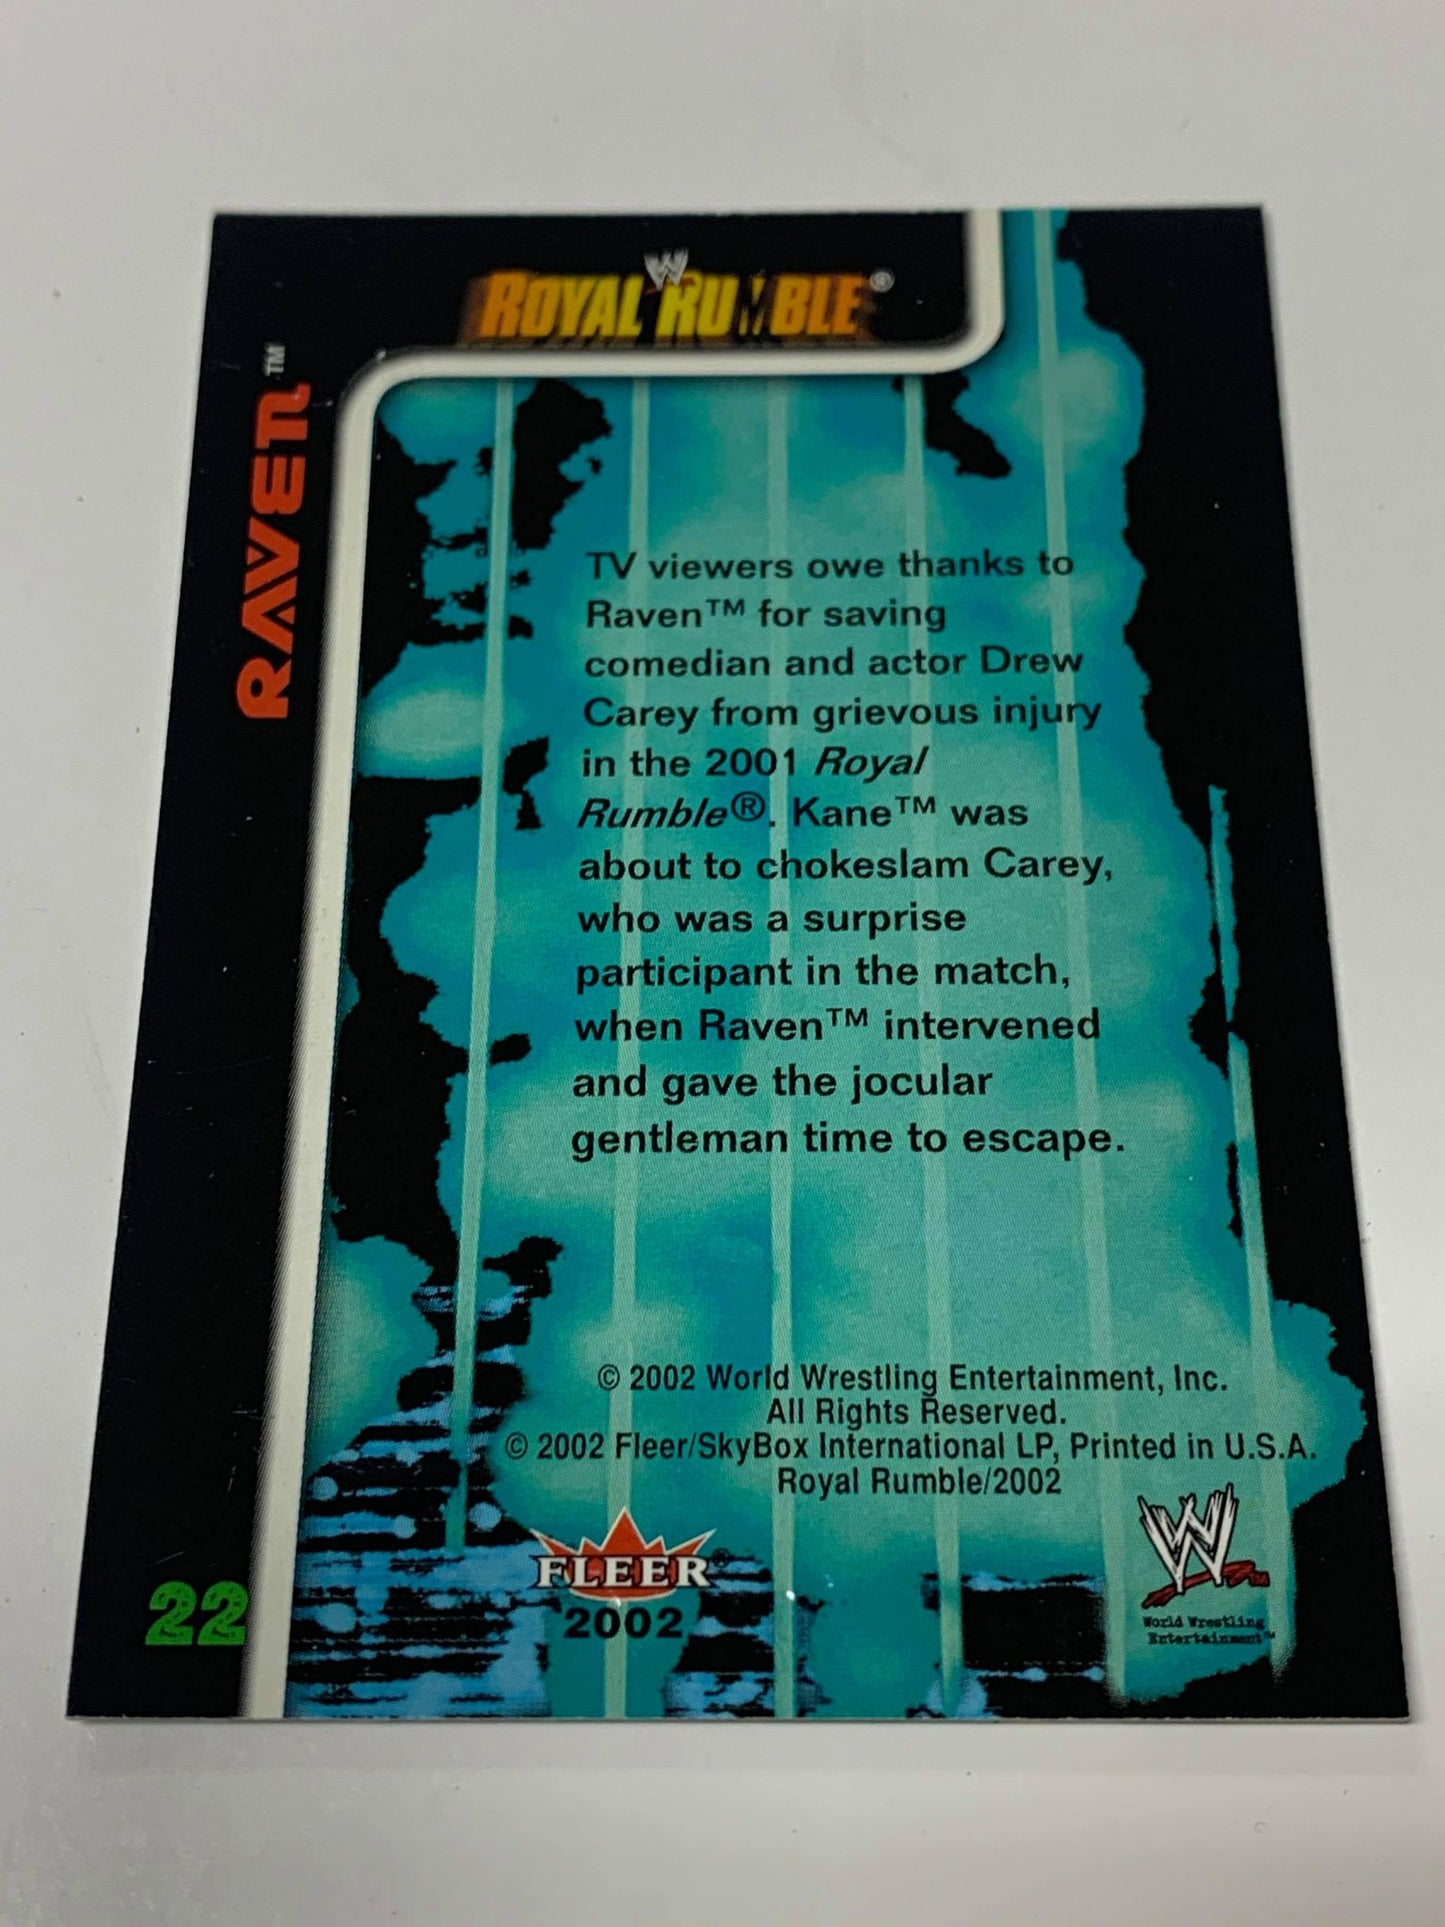 ROYAL RUMBLE®
RAVEN™
TV viewers owe thanks to
Raven™ for saving
comedian and actor Drew
Carey from grievous injury
in the 2001 Royal
Rumble®. Kane™ was
about to chokeslam Carey,
who was a surprise
participant in the match,
when Raven™ intervened
and gave the jocular
gentleman time to escape.
© 2002 World Wrestling Entertainment, Inc.
All Rights Reserved.
© 2002 Fleer/SkyBox International LP, Printed in U.S.A.
Royal Rumble/2002
FLEER®
2002
W
World Wrestling
Entertainment™
22